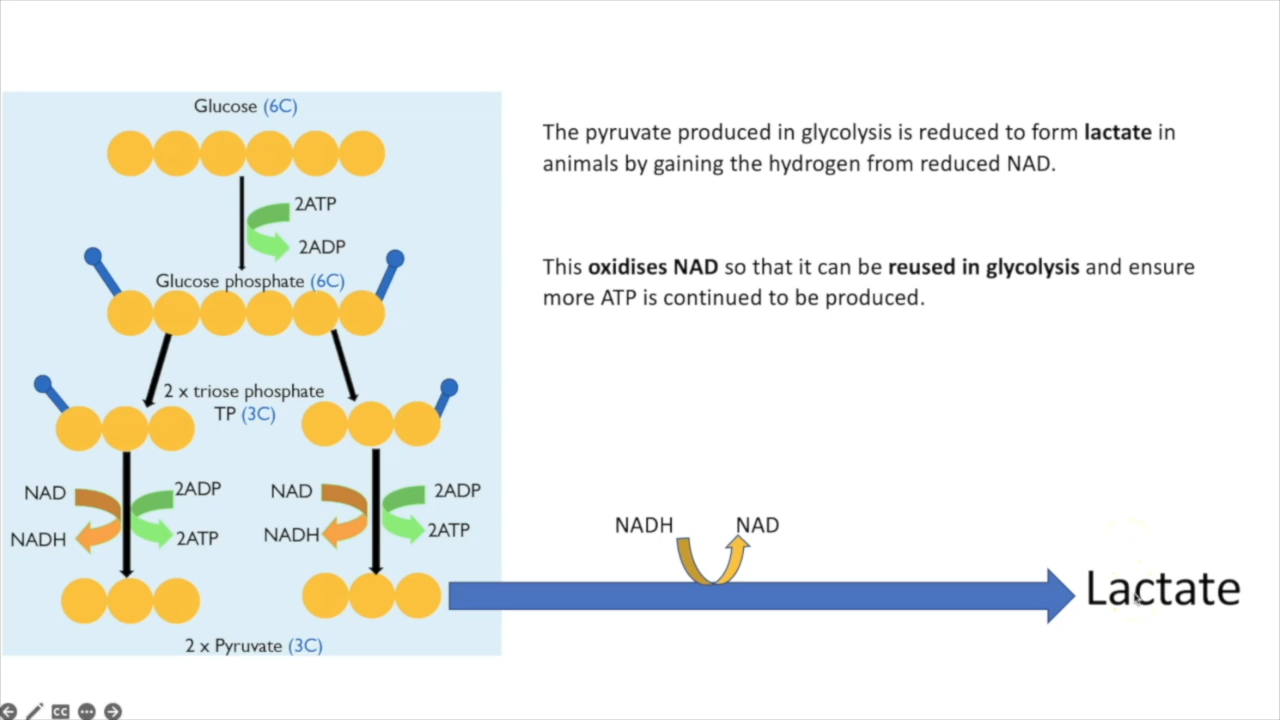 Glucose (6C)
2ATP
2ADP
Glucose phosphate (6C)
2 x triose phosphate
TP (3C)
NAD
2ADP
NADH
2ATP
NAD
2ADP
NADH
2ATP
2 x Pyruvate (3C)
The pyruvate produced in glycolysis is reduced to form lactate in
animals by gaining the hydrogen from reduced NAD.
This oxidises NAD so that it can be reused in glycolysis and ensure
more ATP is continued to be produced.
NADH
NAD
Lactate
CC